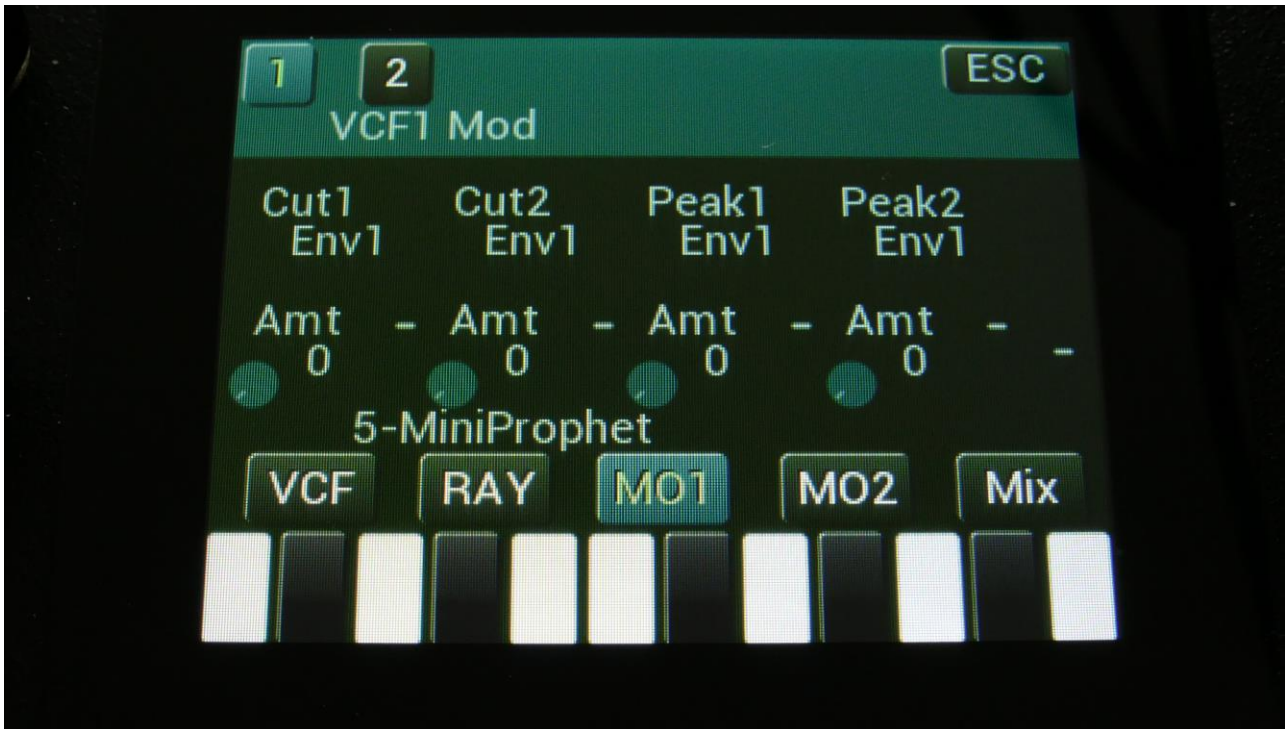 1 2 ESC
VCF1 Mod
Cut1 Cut2 Peak1 Peak2
Env1 Env1 Env1 Env1
Amt - Amt - Amt - Amt -
0 0 0 0 -
5-MiniProphet
VCF RAY MO1 MO2 Mix